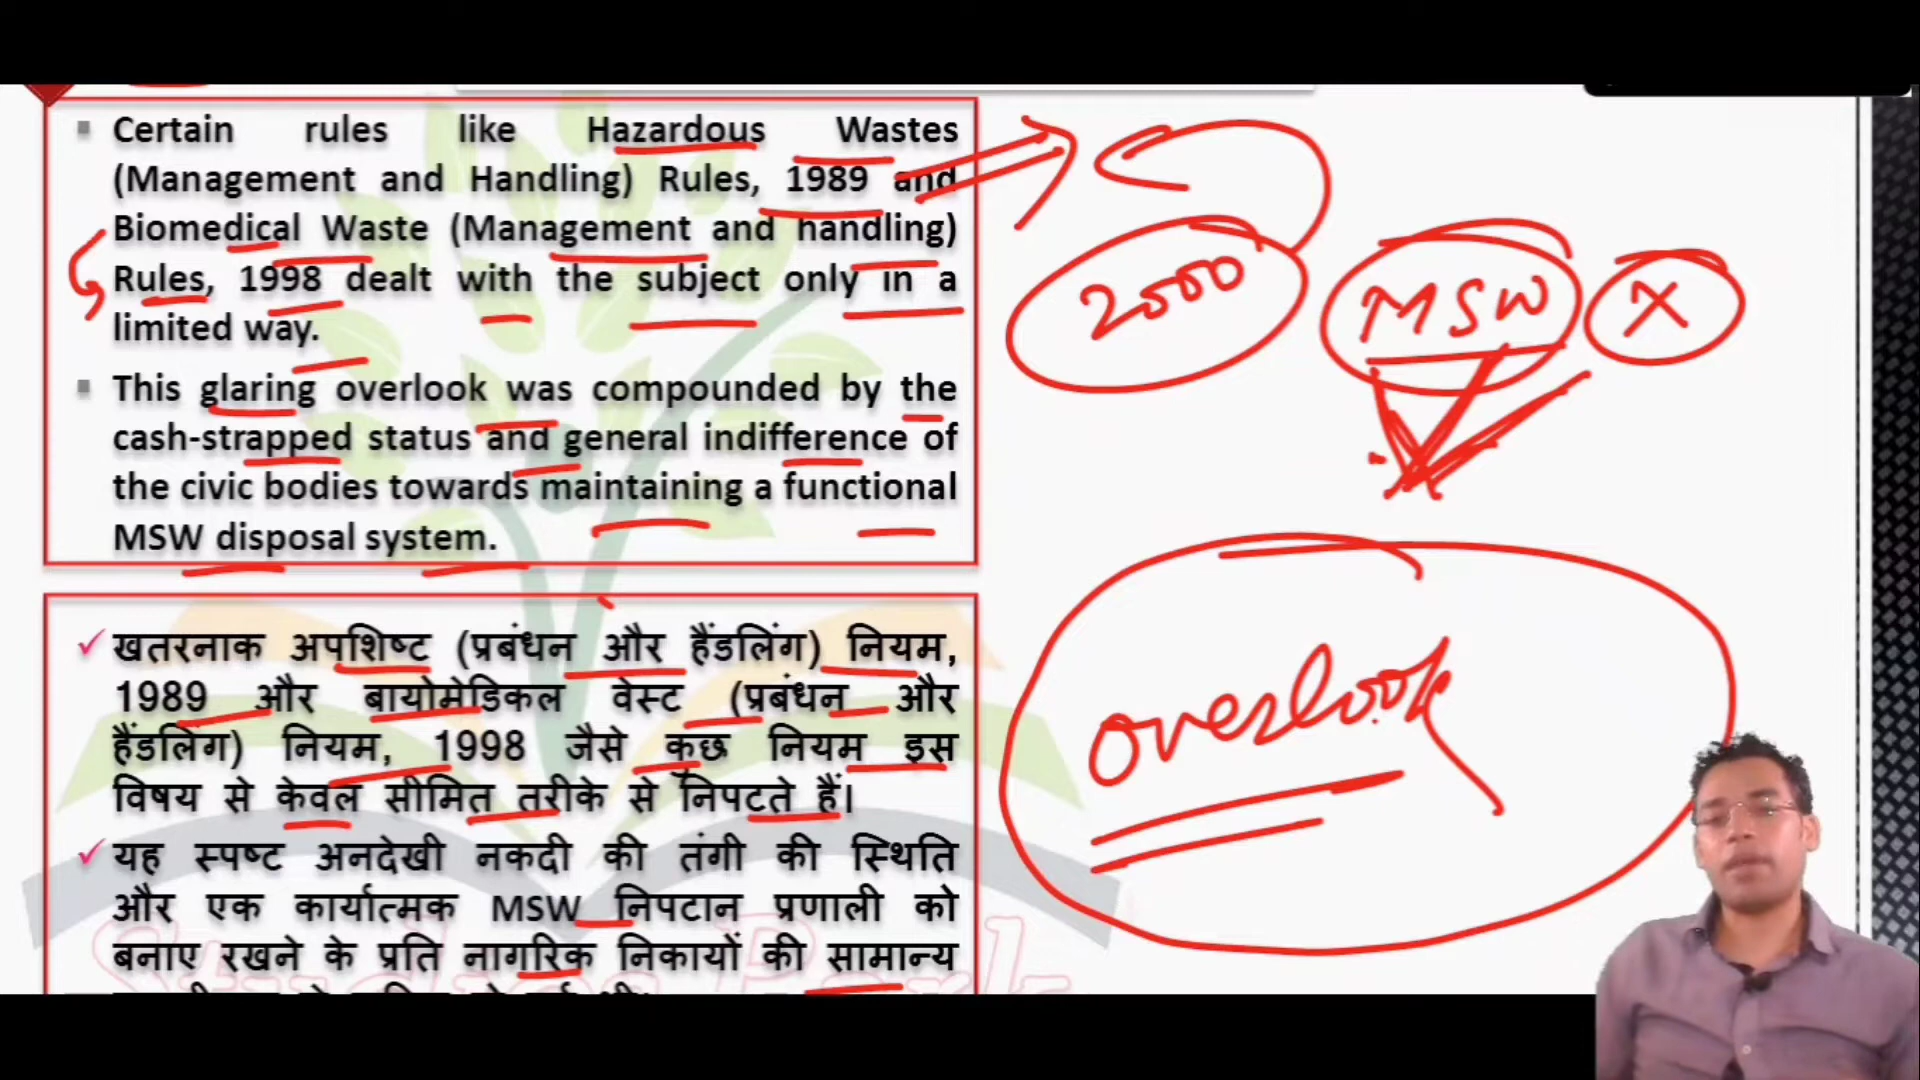 Certain rules like Hazardous Wastes
(Management and Handling) Rules, 1989 and
Biomedical Waste (Management and handling)
Rules, 1998 dealt with the subject only in a
limited way.
This glaring overlook was compounded by the
cash-strapped status and general indifference of
the civic bodies towards maintaining a functional
MSW disposal system.
खतरनाक अपशिष्ट (प्रबंधन और हैंडलिंग) नियम,
1989 और बायोमेडिकल वेस्ट (प्रबंधन और
हैंडलिंग) नियम, 1998 जैसे कुछ नियम इस
विषय से केवल सीमित तरीके से निपटते हैं।
यह स्पष्ट अनदेखी नकदी की तंगी की स्थिति
और एक कार्यात्मक MSW निपटान प्रणाली को
बनाए रखने के प्रति नागरिक निकायों की सामान्य
2000
MSW X
overlook